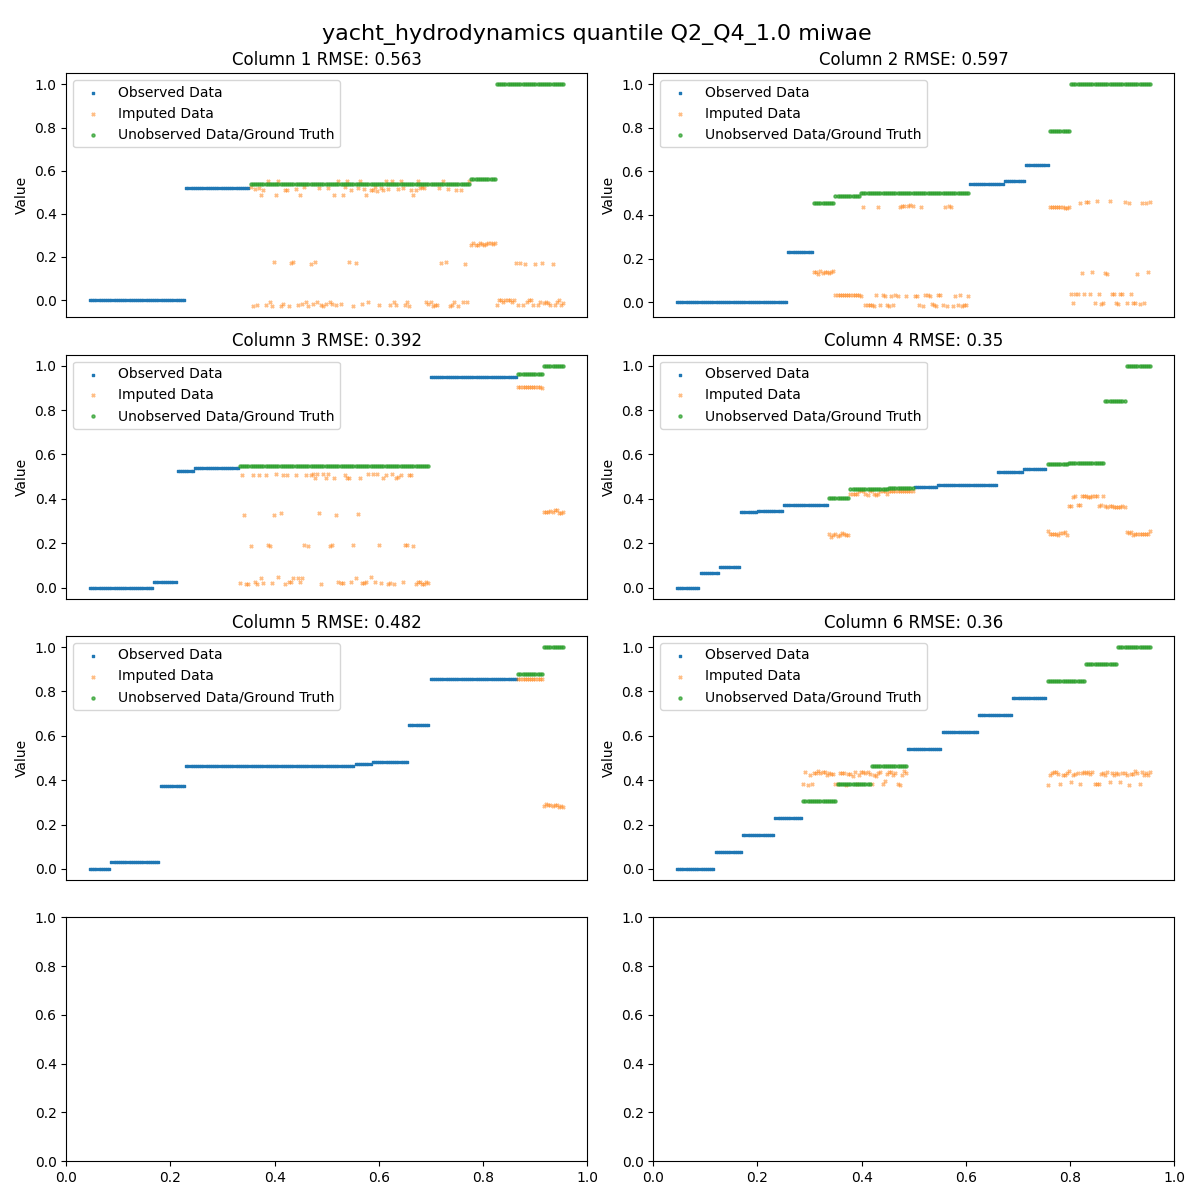 yacht_hydrodynamics quantile Q2_Q4_1.0 miwae
Column 1 RMSE: 0.563
Value
1.0
0.8
0.6
0.4
0.2
0.0
Observed Data
Imputed Data
Unobserved Data/Ground Truth
Column 2 RMSE: 0.597
Value
1.0
0.8
0.6
0.4
0.2
0.0
Observed Data
Imputed Data
Unobserved Data/Ground Truth
Column 3 RMSE: 0.392
Value
1.0
0.8
0.6
0.4
0.2
0.0
Observed Data
Imputed Data
Unobserved Data/Ground Truth
Column 4 RMSE: 0.35
Value
1.0
0.8
0.6
0.4
0.2
0.0
Observed Data
Imputed Data
Unobserved Data/Ground Truth
Column 5 RMSE: 0.482
Value
1.0
0.8
0.6
0.4
0.2
0.0
Observed Data
Imputed Data
Unobserved Data/Ground Truth
Column 6 RMSE: 0.36
Value
1.0
0.8
0.6
0.4
0.2
0.0
Observed Data
Imputed Data
Unobserved Data/Ground Truth
1.0
0.8
0.6
0.4
0.2
0.0
0.0 0.2 0.4 0.6 0.8 1.0
1.0
0.8
0.6
0.4
0.2
0.0
0.0 0.2 0.4 0.6 0.8 1.0